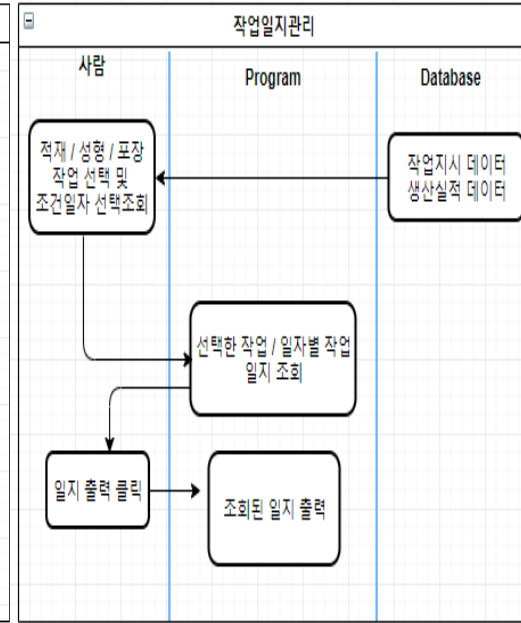 작업일지관리
사람
Program
Database
적재 / 성형 / 포장
작업 선택 및
조건일자 선택조회
작업지시 데이터
생산실적 데이터
선택한 작업 / 일자별 작업
일지 조회
일지 출력 클릭
조회된 일지 출력